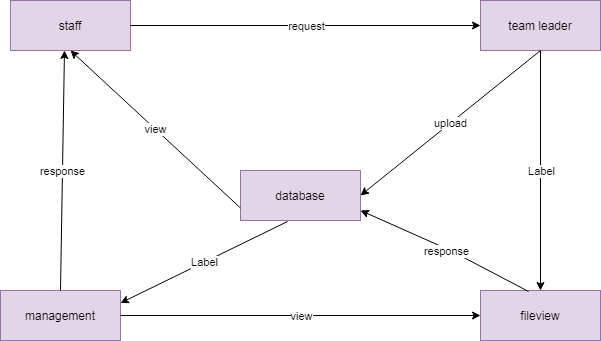 staff
request
team leader
upload
view
response
Label
database
response
Label
management
view
fileview